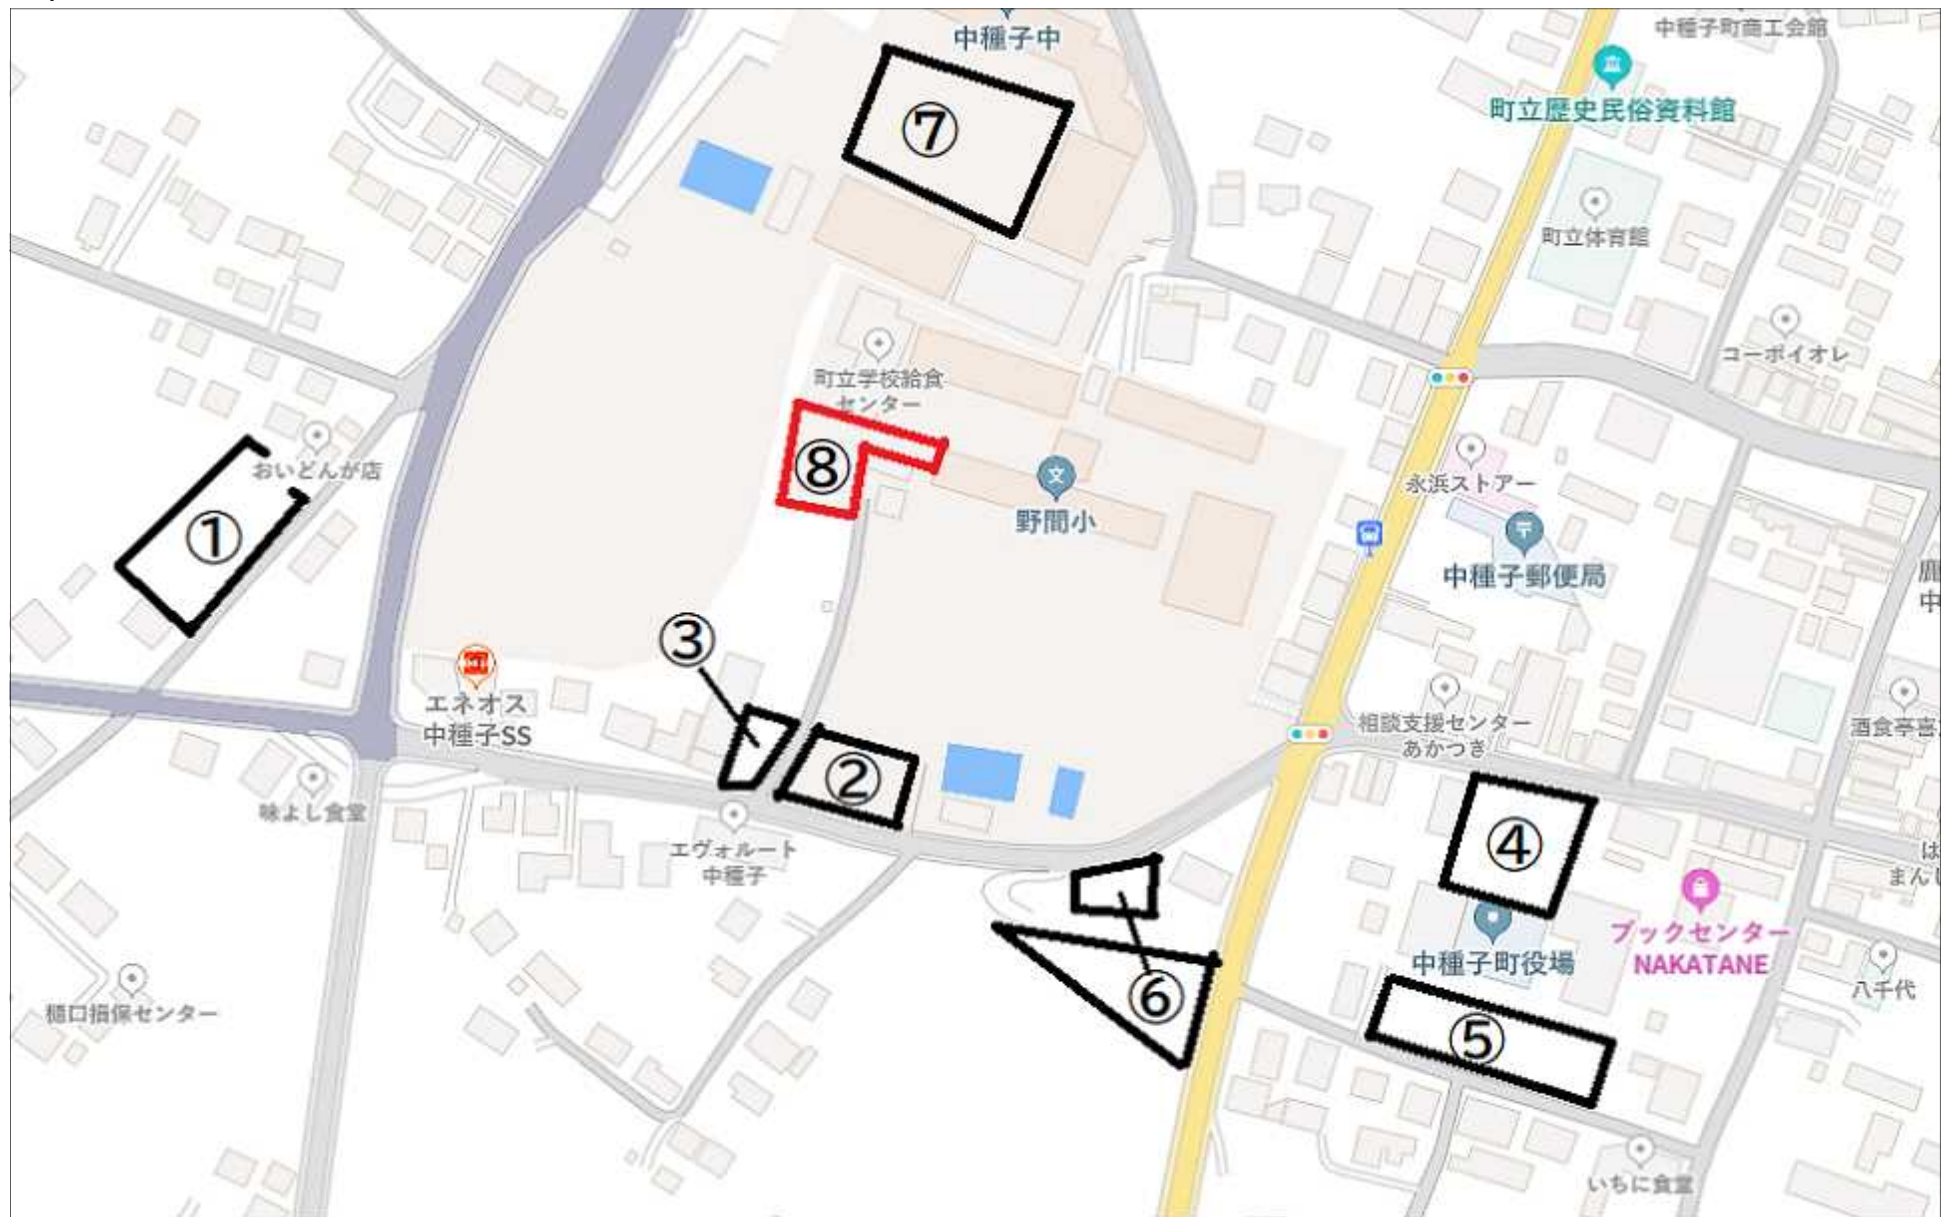 中種子町商工会館
中種子中
町立歴史民俗資料館
⑦
町立体育館
コーポイオレ
町立学校給食
センター
おいどんが店
⑧
永浜ストアー
①
野間小
中種子郵便局
③
エネオス
中種子SS
相談支援センター
あかつき
②
味よし食堂
エヴォルート
中種子
④
ブックセンター
NAKATANE
中種子町役場
⑥
八千代
樋口損保センター
⑤
いちに食堂